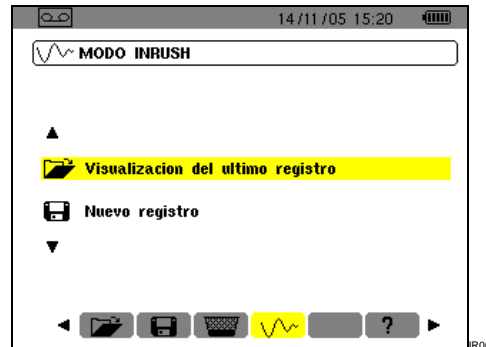 14/11/05 15:20
MODO INRUSH
Visualizacion del ultimo registro
Nuevo registro
?